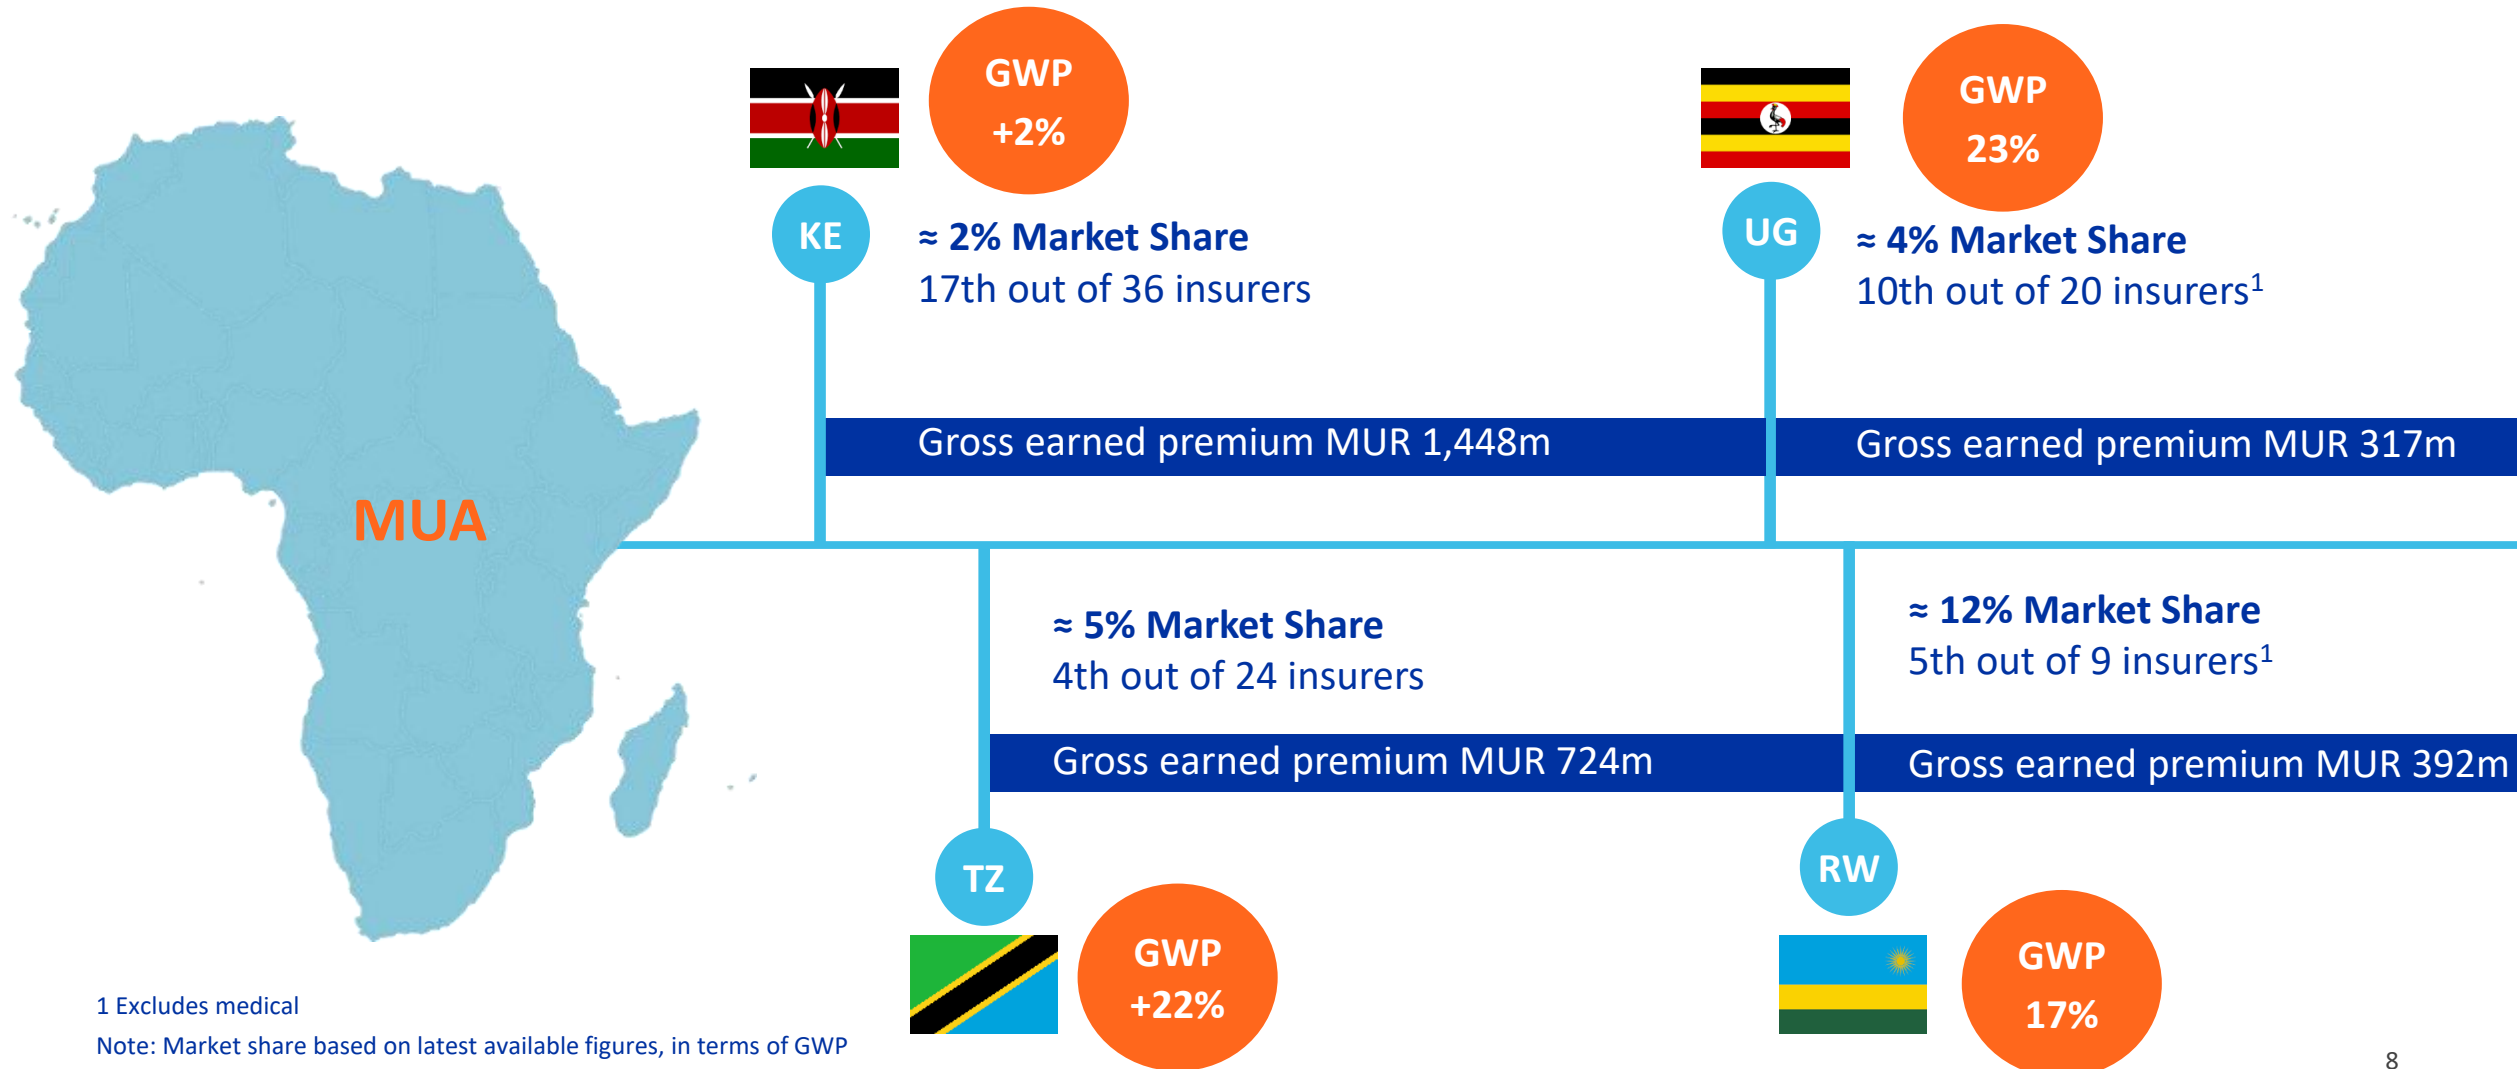 GWP
+2%
KE
≈ 2% Market Share
17th out of 36 insurers
Gross earned premium MUR 1,448m
GWP
23%
UG
≈ 4% Market Share
10th out of 20 insurers¹
Gross earned premium MUR 317m
MUA
≈ 5% Market Share
4th out of 24 insurers
Gross earned premium MUR 724m
TZ
GWP
+22%
≈ 12% Market Share
5th out of 9 insurers¹
Gross earned premium MUR 392m
RW
GWP
17%
1 Excludes medical
Note: Market share based on latest available figures, in terms of GWP
8